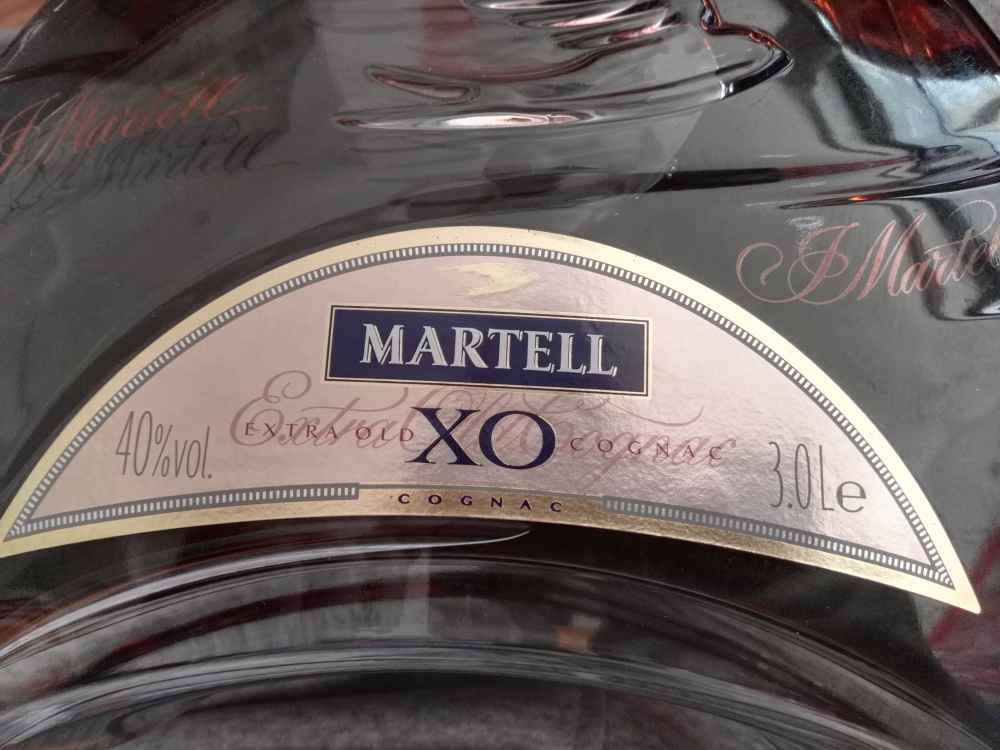 J Martell
J Martell
MARTELL
Extra Old Cognac
40%vol.
EXTRA OLD XO COGNAC
3.0Le
COGNAC